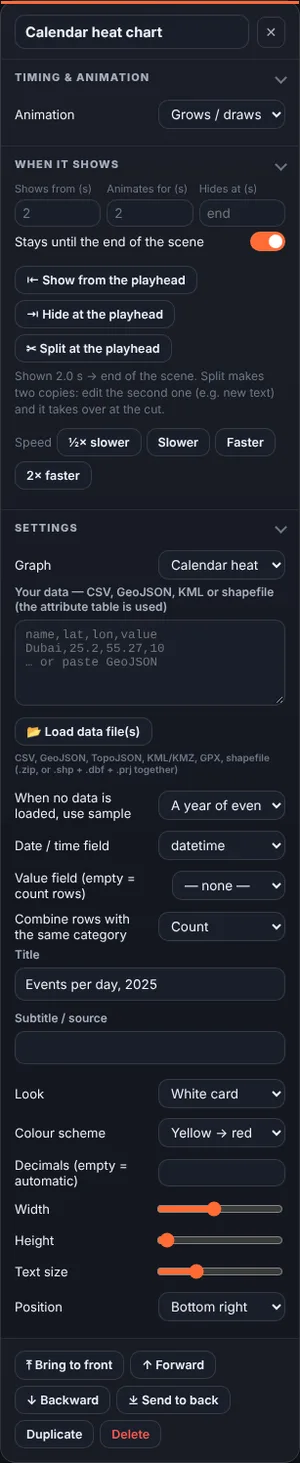 Calendar heat chart
✕
TIMING & ANIMATION
Animation
Grows / draws
WHEN IT SHOWS
Shows from (s)
Animates for (s)
Hides at (s)
2
2
end
Stays until the end of the scene
⇤ Show from the playhead
⇥ Hide at the playhead
✂ Split at the playhead
Shown 2.0 s → end of the scene. Split makes
two copies: edit the second one (e.g. new text)
and it takes over at the cut.
Speed
½× slower
Slower
Faster
2× faster
SETTINGS
Graph
Calendar heat
Your data — CSV, GeoJSON, KML or shapefile
(the attribute table is used)
name,lat,lon,value
Dubai,25.2,55.27,10
… or paste GeoJSON
📂 Load data file(s)
CSV, GeoJSON, TopoJSON, KML/KMZ, GPX, shapefile
(.zip, or .shp + .dbf + .prj together)
When no data is
loaded, use sample
A year of even
Date / time field
datetime
Value field (empty =
count rows)
— none —
Combine rows with
the same category
Count
Title
Events per day, 2025
Subtitle / source
Look
White card
Colour scheme
Yellow → red
Decimals (empty =
automatic)
Width
Height
Text size
Position
Bottom right
⤒ Bring to front
↑ Forward
↓ Backward
⤓ Send to back
Duplicate
Delete